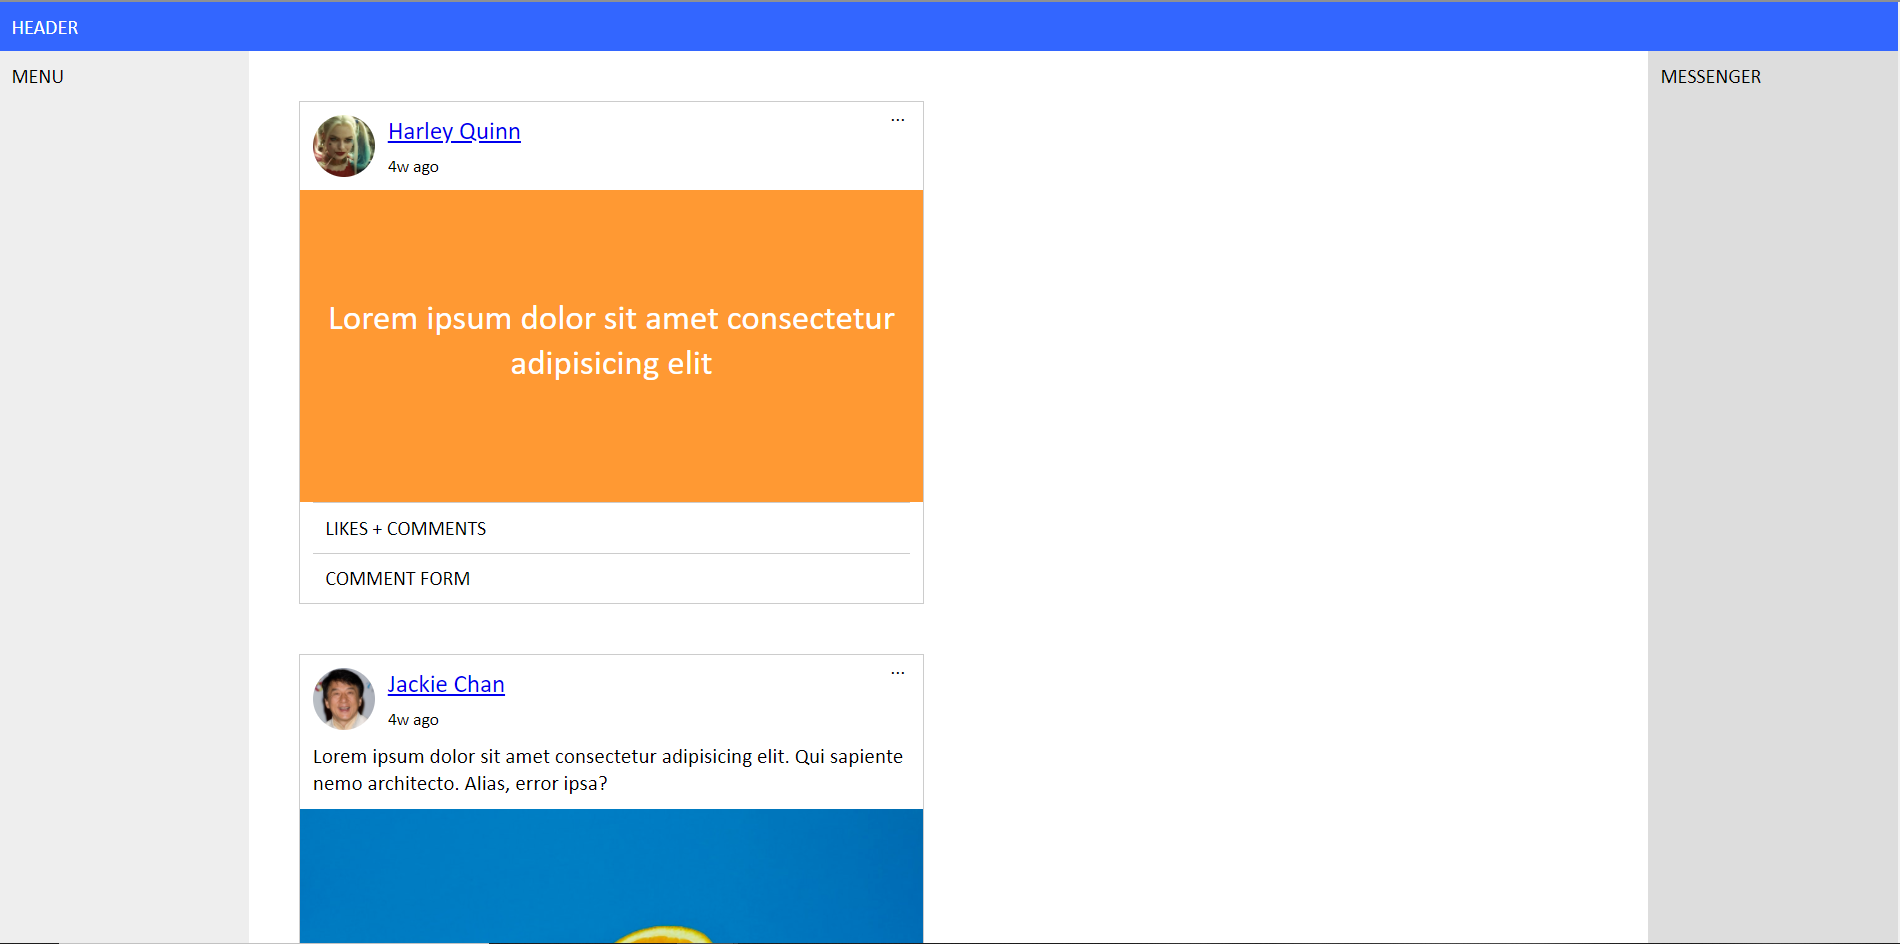 HEADER
MENU
MESSENGER
Harley Quinn
...
4w ago
Lorem ipsum dolor sit amet consectetur
adipisicing elit
LIKES + COMMENTS
COMMENT FORM
Jackie Chan
...
4w ago
Lorem ipsum dolor sit amet consectetur adipisicing elit. Qui sapiente
nemo architecto. Alias, error ipsa?